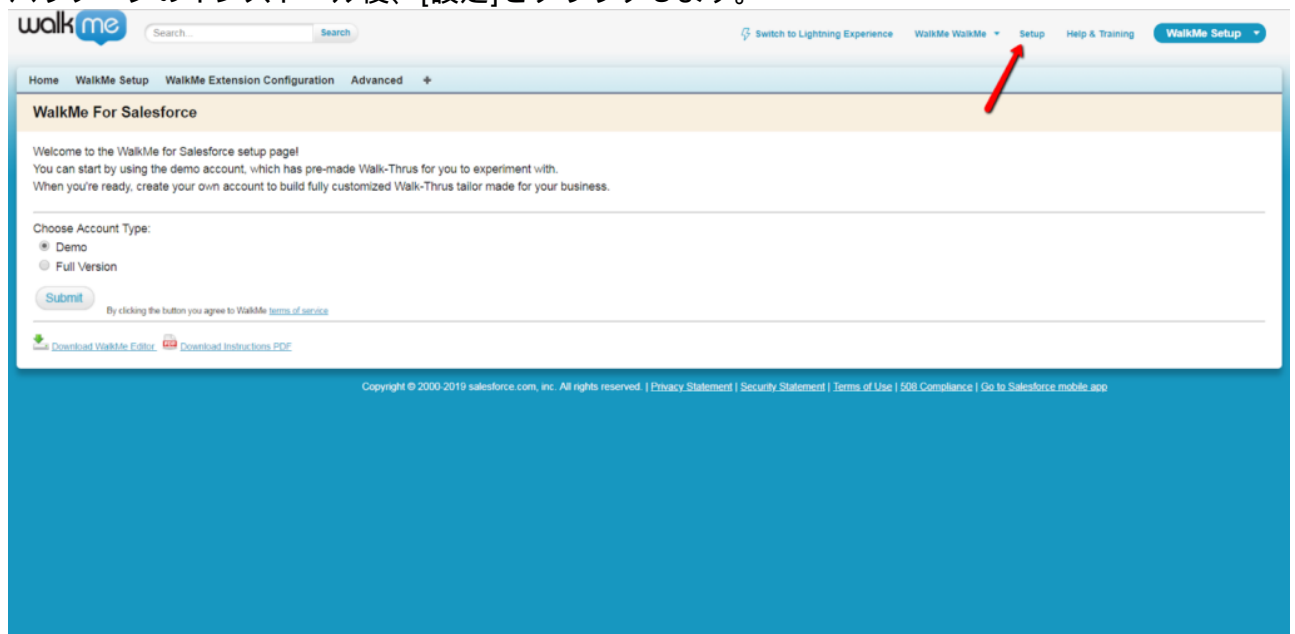 パッケージのインストール後、[設定]をクリックします。
walkme Search... Search Switch to Lightning Experience WalkMe WalkMe Setup Help & Training WalkMe Setup
Home WalkMe Setup WalkMe Extension Configuration Advanced +
WalkMe For Salesforce
Welcome to the WalkMe for Salesforce setup page!
You can start by using the demo account, which has pre-made Walk-Thrus for you to experiment with.
When you're ready, create your own account to build fully customized Walk-Thrus tailor made for your business.
Choose Account Type:
Demo
Full Version
Submit By clicking the button you agree to WalkMe terms of service
Download WalkMe Editor Download Instructions PDF
Copyright © 2000-2019 salesforce.com, inc. All rights reserved. | Privacy Statement | Security Statement | Terms of Use | 508 Compliance | Go to Salesforce mobile app